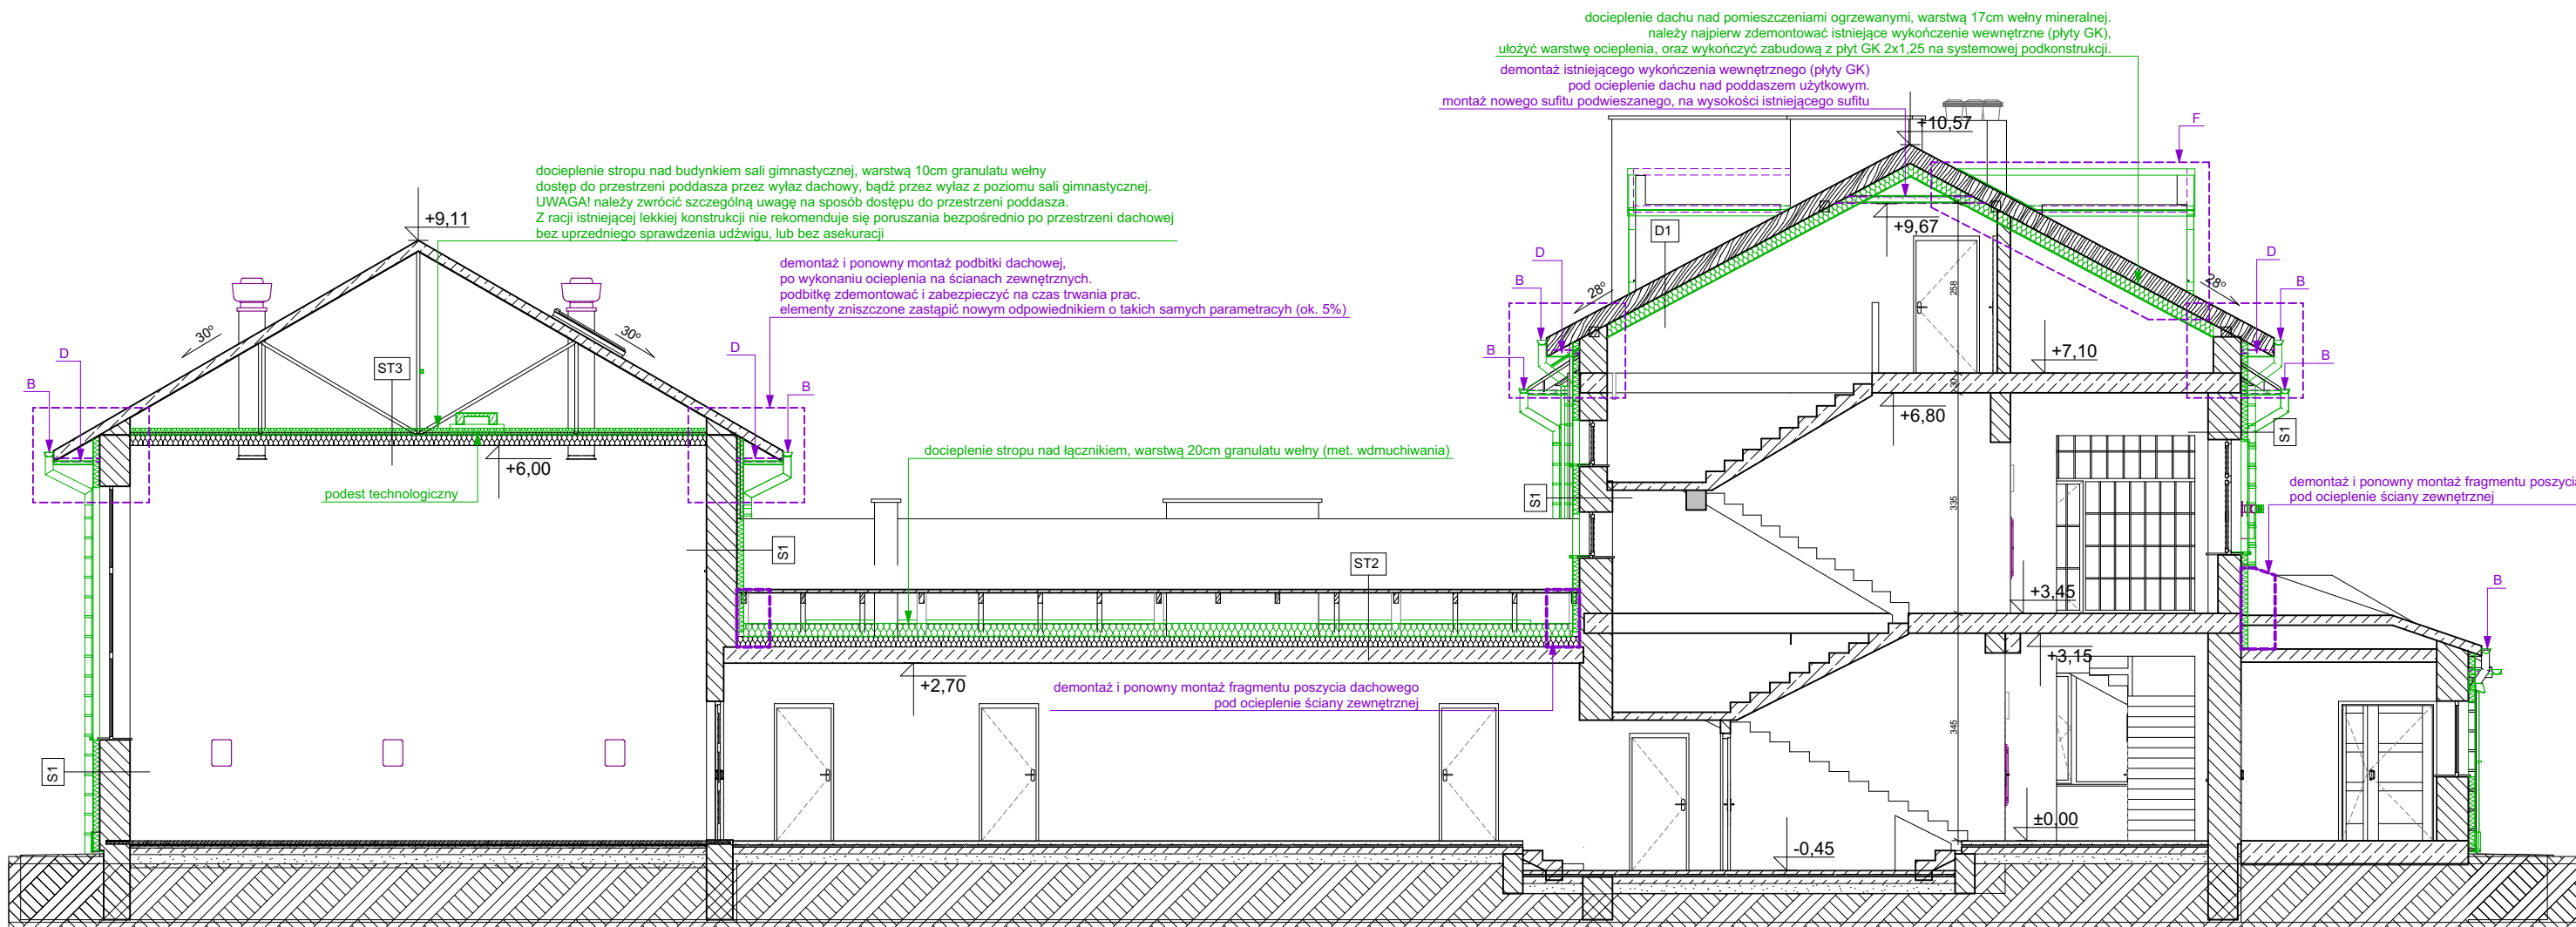 docieplenie dachu nad pomieszczeniami ogrzewanymi, warstwą 17cm wełny mineralnej.
należy najpierw zdemontować istniejące wykończenie wewnętrzne (płyty GK),
ułożyć warstwę ocieplenia, oraz wykończyć zabudową z płyt GK 2x1,25 na systemowej podkonstrukcji.
demontaż istniejącego wykończenia wewnętrznego (płyty GK)
pod ocieplenie dachu nad poddaszem użytkowym.
montaż nowego sufitu podwieszanego, na wysokości istniejącego sufitu
+10,57
F
docieplenie stropu nad budynkiem sali gimnastycznej, warstwą 10cm granulatu wełny
dostęp do przestrzeni poddasza przez wyłaz dachowy, bądź przez wyłaz z poziomu sali gimnastycznej.
UWAGA! należy zwrócić szczególną uwagę na sposób dostępu do przestrzeni poddasza.
Z racji istniejącej lekkiej konstrukcji nie rekomenduje się poruszania bezpośrednio po przestrzeni dachowej
bez uprzedniego sprawdzenia udźwigu, lub bez asekuracji
+9,11
+9,67
D1
demontaż i ponowny montaż podbitki dachowej,
po wykonaniu ocieplenia na ścianach zewnętrznych.
podbitkę zdemontować i zabezpieczyć na czas trwania prac.
elementy zniszczone zastąpić nowym odpowiednikiem o takich samych parametracyh (ok. 5%)
D
B
28º
258
28º
D
B
30º
30º
D
B
ST3
D
B
B
+7,10
30
B
+6,80
+6,00
docieplenie stropu nad łącznikiem, warstwą 20cm granulatu wełny (met. wdmuchiwania)
podest technologiczny
S1
S1
335
demontaż i ponowny montaż fragmentu poszycia
pod ocieplenie ściany zewnętrznej
S1
ST2
+3,45
B
+3,15
+2,70
demontaż i ponowny montaż fragmentu poszycia dachowego
pod ocieplenie ściany zewnętrznej
345
S1
±0,00
-0,45